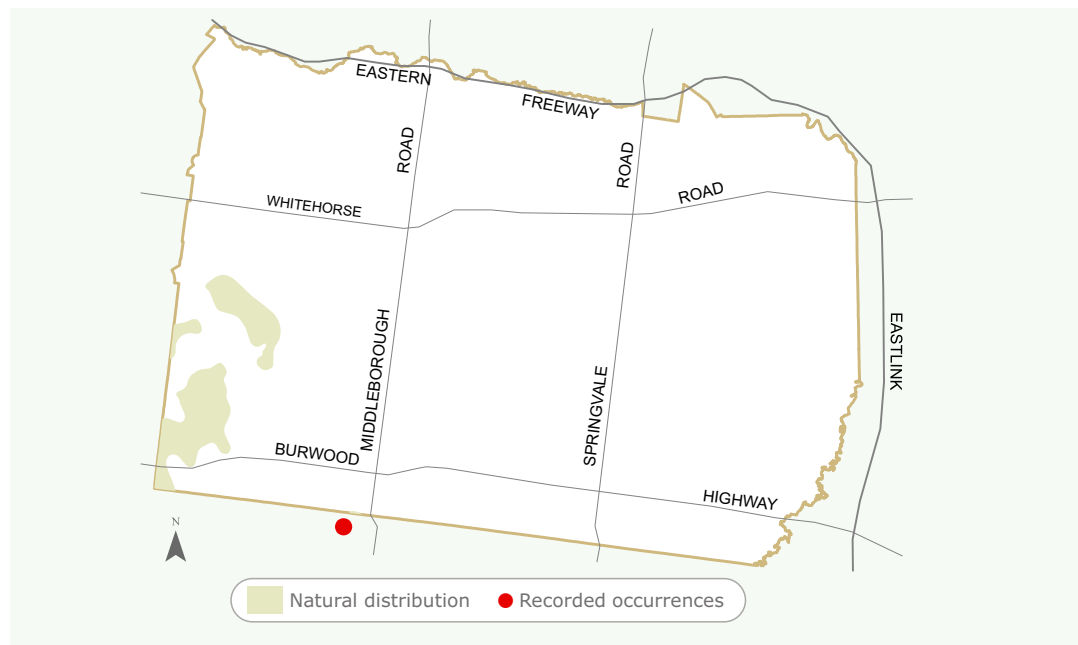 EASTERN
FREEWAY
ROAD
ROAD
ROAD
WHITEHORSE
MIDDLEBOROUGH
EASTLINK
SPRINGVALE
BURWOOD
HIGHWAY
N
Natural distribution
Recorded occurrences